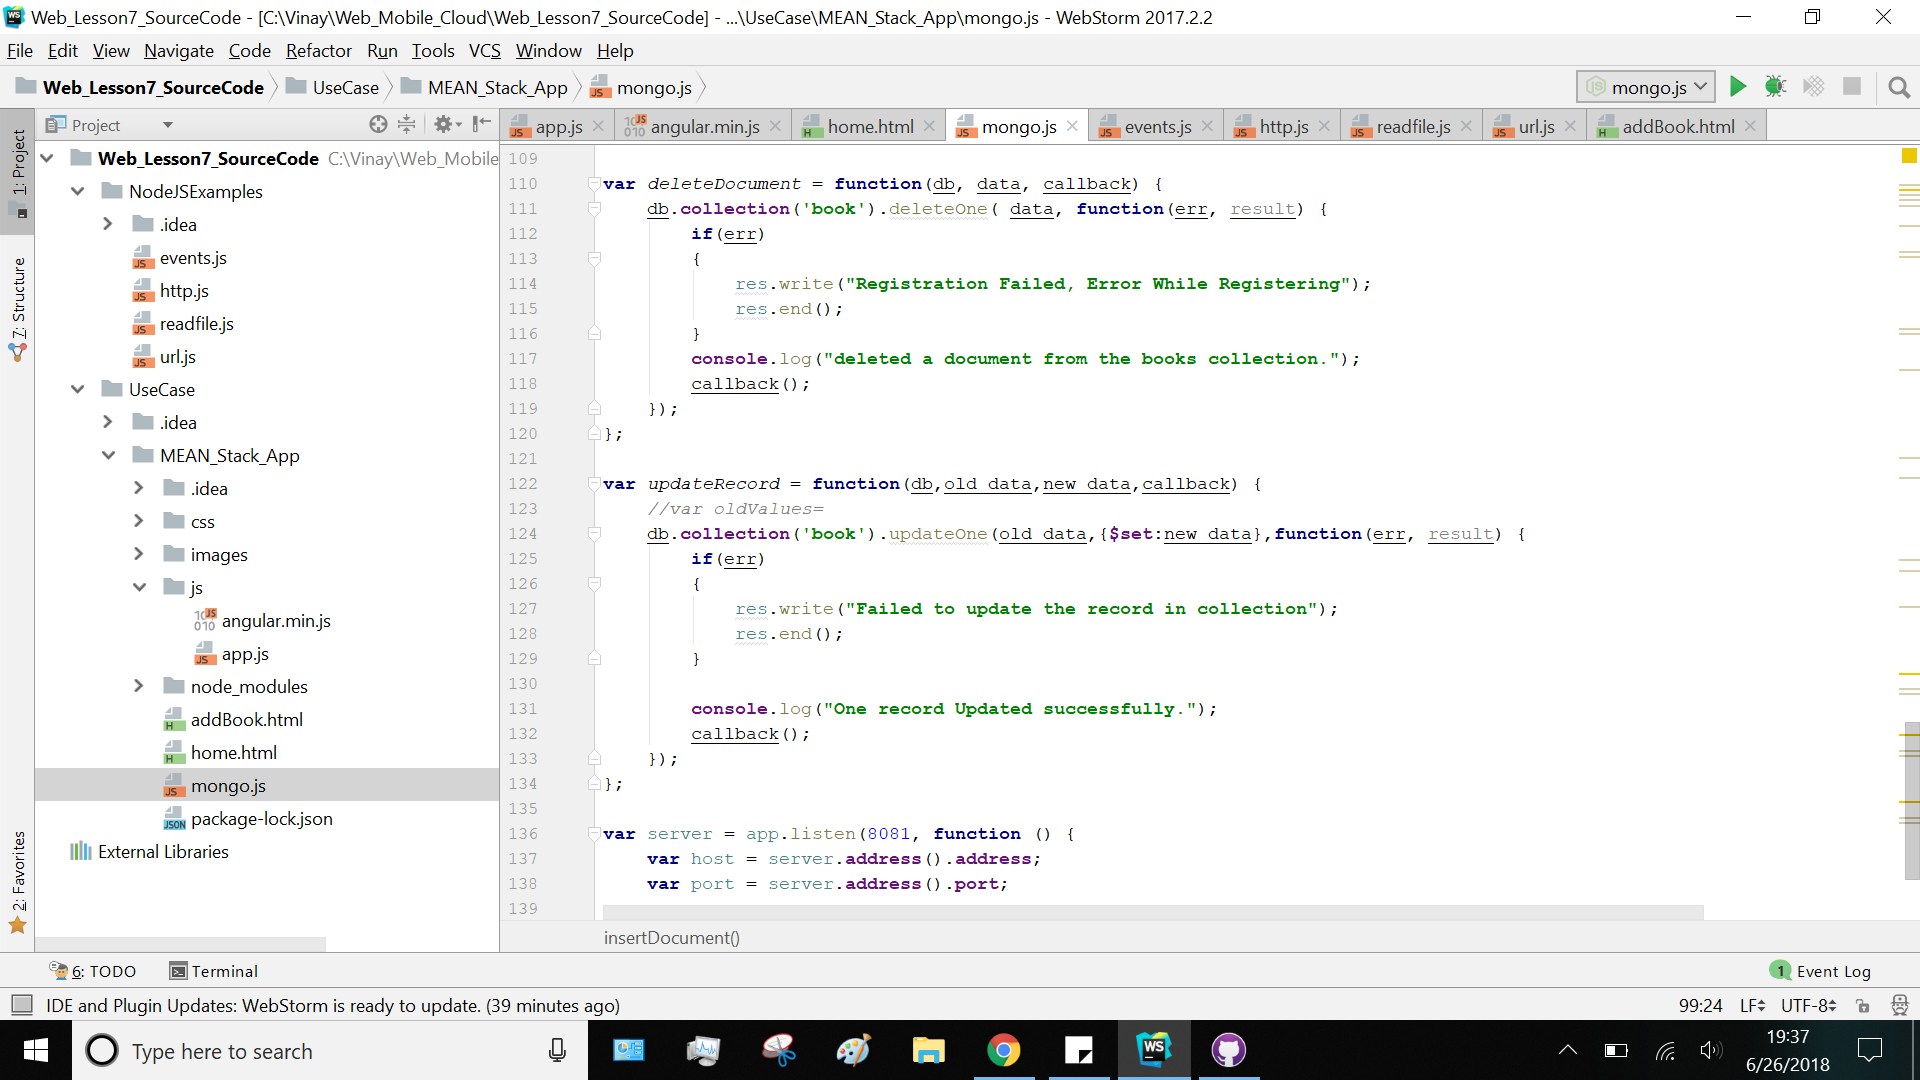 Web_Lesson7_SourceCode - [C:\Vinay\Web_Mobile_Cloud\Web_Lesson7_SourceCode] - ...\UseCase\MEAN_Stack_App\mongo.js - WebStorm 2017.2.2
File Edit View Navigate Code Refactor Run Tools VCS Window Help
Web_Lesson7_SourceCode UseCase MEAN_Stack_App mongo.js mongo.js
Project app.js angular.min.js home.html mongo.js events.js http.js readfile.js url.js addBook.html
1: Project
7: Structure
2: Favorites
Web_Lesson7_SourceCode C:\Vinay\Web_Mobile
NodeJSExamples
.idea
events.js
http.js
readfile.js
url.js
UseCase
.idea
MEAN_Stack_App
.idea
css
images
js
angular.min.js
app.js
node_modules
addBook.html
home.html
mongo.js
package-lock.json
External Libraries
109
110 var deleteDocument = function(db, data, callback) {
111 db.collection('book').deleteOne( data, function(err, result) {
112 if(err)
113 {
114 res.write("Registration Failed, Error While Registering");
115 res.end();
116 }
117 console.log("deleted a document from the books collection.");
118 callback();
119 });
120 };
121
122 var updateRecord = function(db,old_data,new_data,callback) {
123 //var oldValues=
124 db.collection('book').updateOne(old_data,{$set:new_data},function(err, result) {
125 if(err)
126 {
127 res.write("Failed to update the record in collection");
128 res.end();
129 }
130
131 console.log("One record Updated successfully.");
132 callback();
133 });
134 };
135
136 var server = app.listen(8081, function () {
137 var host = server.address().address;
138 var port = server.address().port;
139
insertDocument()
6: TODO Terminal 1 Event Log
IDE and Plugin Updates: WebStorm is ready to update. (39 minutes ago) 99:24 LF UTF-8
Type here to search
19:37
6/26/2018